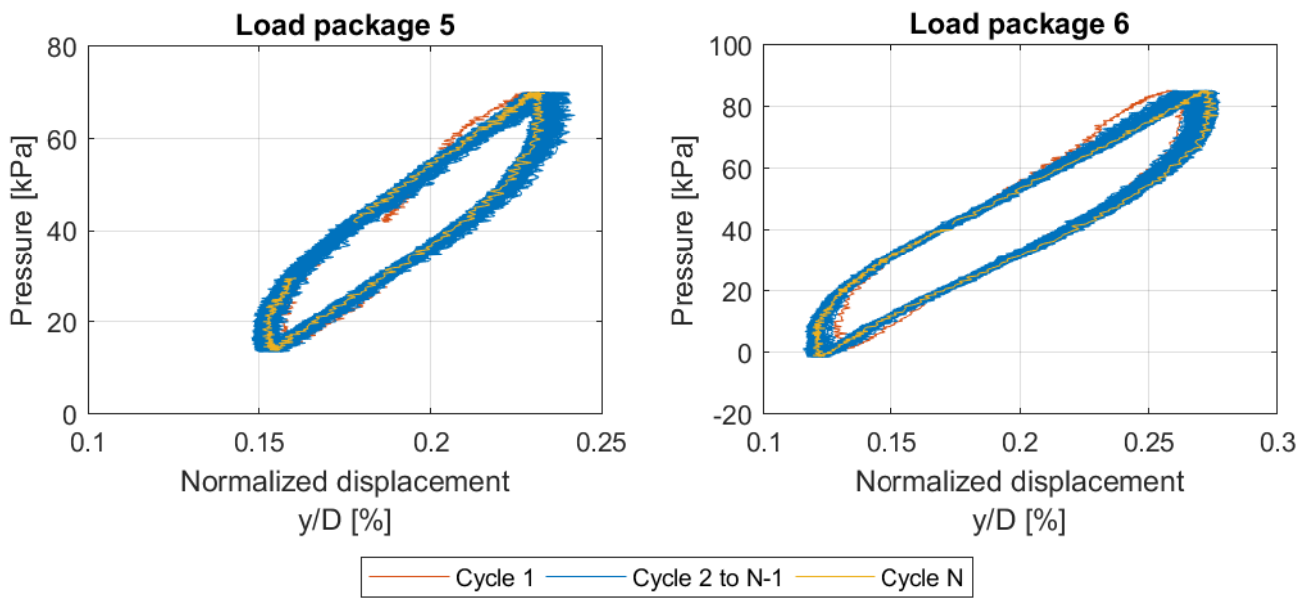 Load package 5
80
60
40
20
0
Pressure [kPa]
0.1 0.15 0.2 0.25
Normalized displacement
y/D [%]
Load package 6
100
80
60
40
20
0
-20
Pressure [kPa]
0.1 0.15 0.2 0.25 0.3
Normalized displacement
y/D [%]
Cycle 1 Cycle 2 to N-1 Cycle N